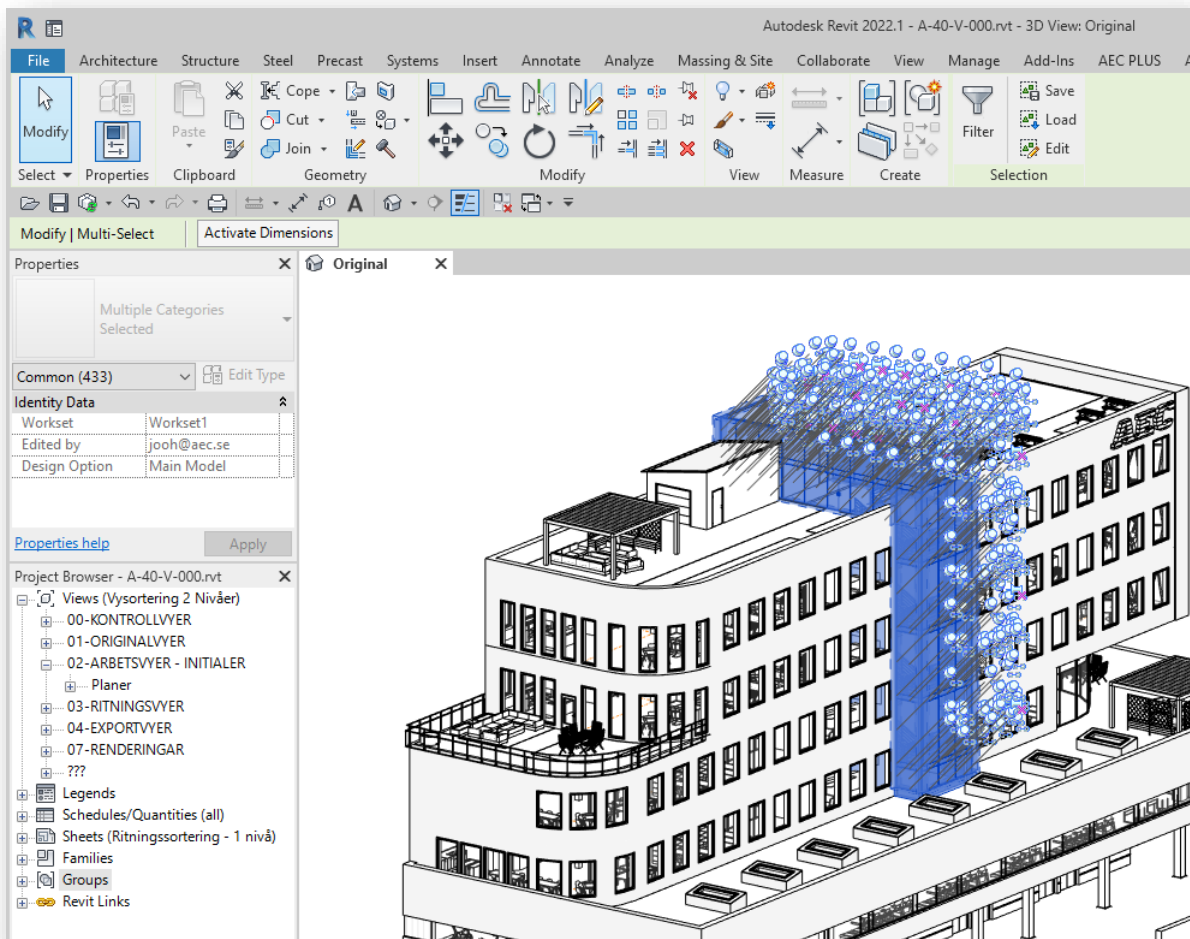 Autodesk Revit 2022.1 - A-40-V-000.rvt - 3D View: Original
File Architecture Structure Steel Precast Systems Insert Annotate Analyze Massing & Site Collaborate View Manage Add-Ins AEC PLUS
Modify
Paste
Cope
Cut
Join
Filter
Save
Load
Edit
Select Properties Clipboard Geometry Modify View Measure Create Selection
Modify | Multi-Select Activate Dimensions
Properties
Multiple Categories
Selected
Common (433) Edit Type
Identity Data
Workset Workset1
Edited by jooh@aec.se
Design Option Main Model
Properties help Apply
Project Browser - A-40-V-000.rvt
Views (Vysortering 2 Nivåer)
00-KONTROLLVYER
01-ORIGINALVYER
02-ARBETSVYER - INITIALER
Planer
03-RITNINGSVYER
04-EXPORTVYER
07-RENDERINGAR
???
Legends
Schedules/Quantities (all)
Sheets (Ritningssortering - 1 nivå)
Families
Groups
Revit Links
Original
AEC